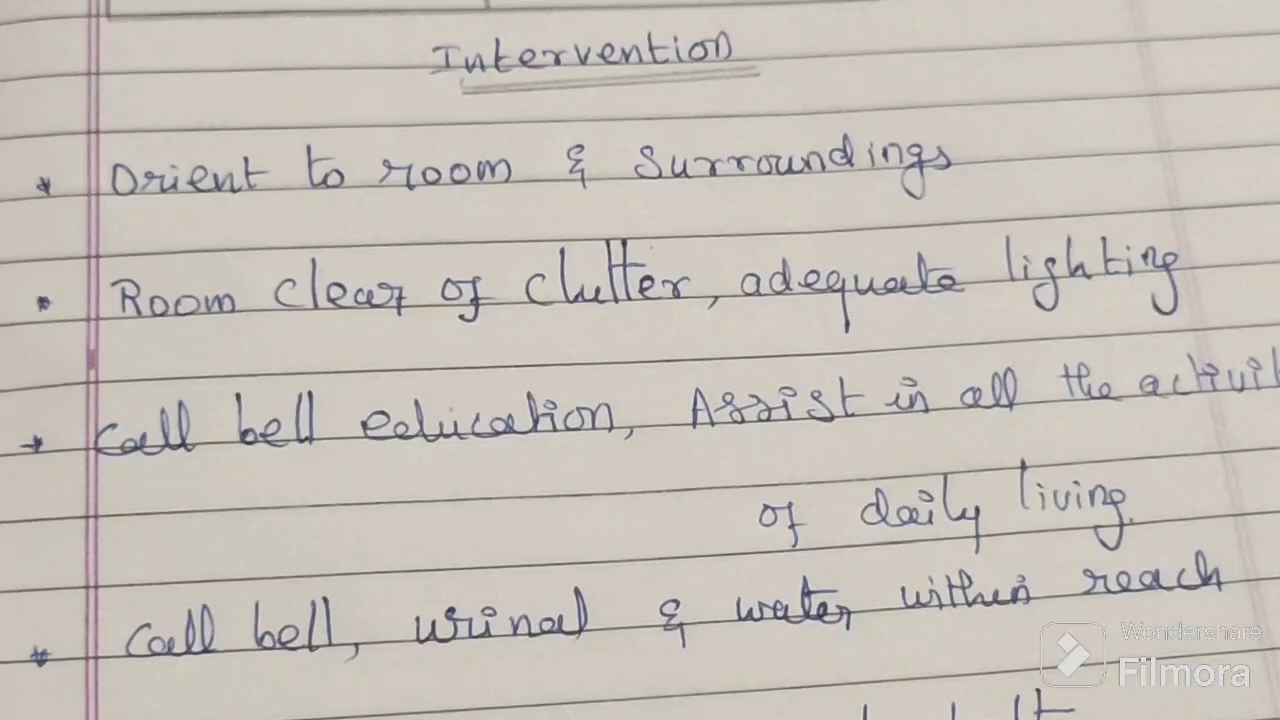 Intervention
* Orient to room & Surroundings
* Room clear of clutter, adequate lighting
* Call bell education, Assist in all the activit
of daily living.
* Call bell, urinal & water within reach
Wondershare
Filmora